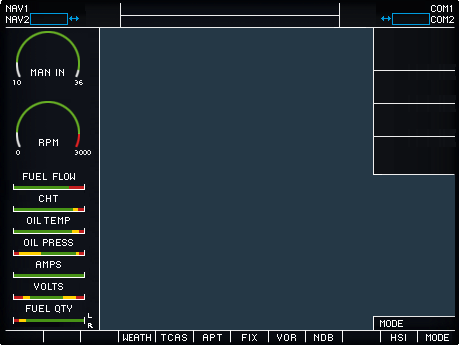 NAV1 COM1
NAV2 COM2
MAN IN
10 36
RPM
0 3000
FUEL FLOW
CHT
OIL TEMP
OIL PRESS
AMPS
VOLTS
FUEL QTY L
R
MODE
WEATH TCAS APT FIX VOR NDB HSI MODE